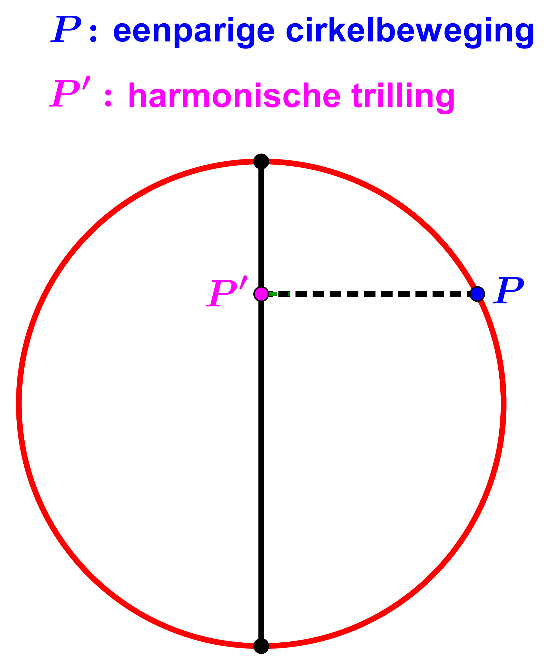 P : eenparige cirkelbeweging
P′ : harmonische trilling
P′
P